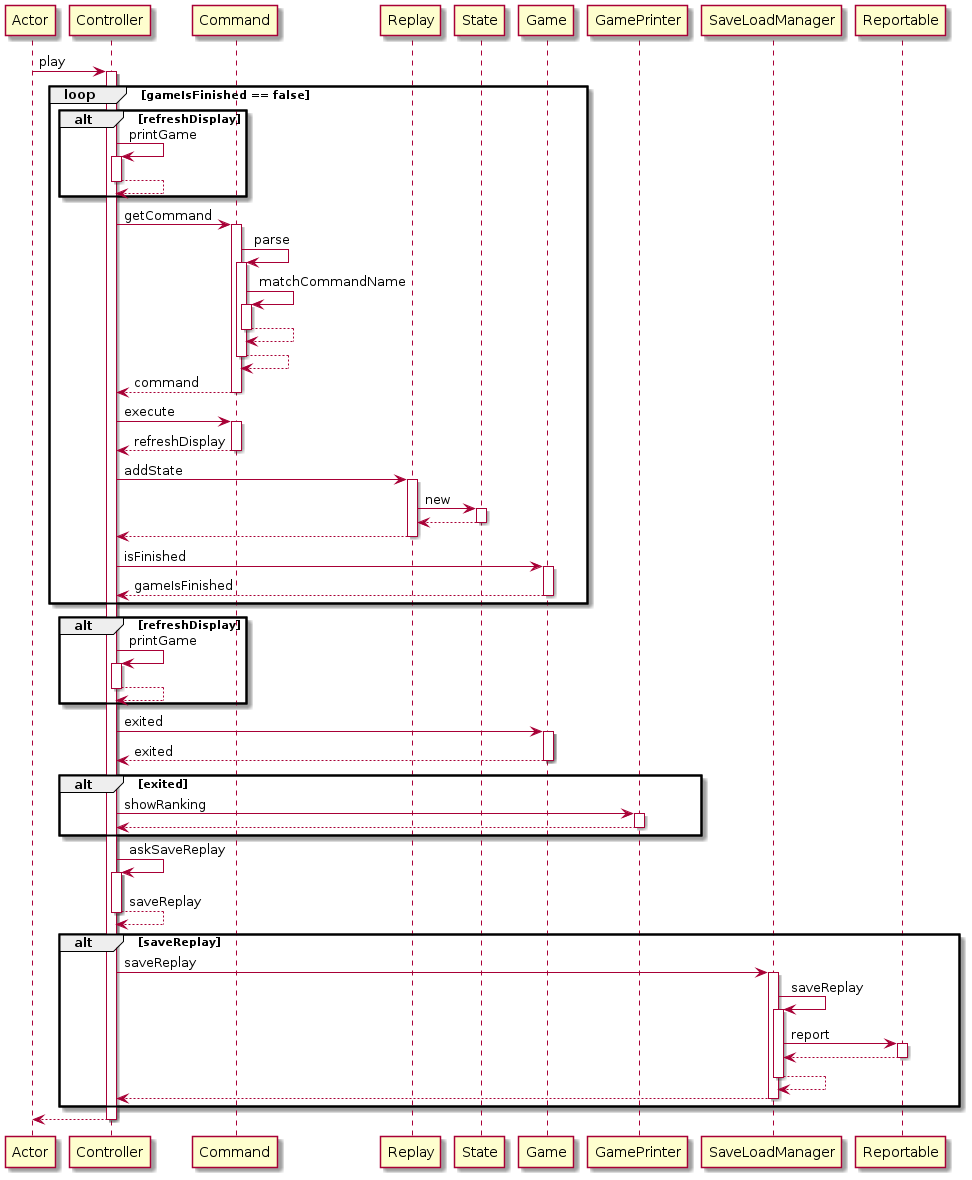 Actor Controller Command Replay State Game GamePrinter SaveLoadManager Reportable
play
loop [gameIsFinished == false]
alt [refreshDisplay]
printGame
getCommand
parse
matchCommandName
command
execute
refreshDisplay
addState
new
isFinished
gameIsFinished
alt [refreshDisplay]
printGame
exited
exited
alt [exited]
showRanking
askSaveReplay
saveReplay
alt [saveReplay]
saveReplay
saveReplay
report
Actor Controller Command Replay State Game GamePrinter SaveLoadManager Reportable